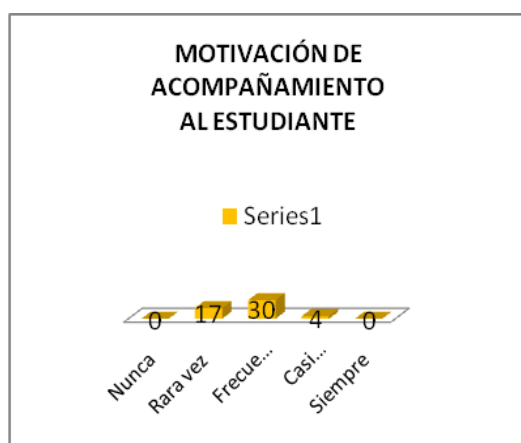 MOTIVACIÓN DE
ACOMPAÑAMIENTO
AL ESTUDIANTE
Series1
0 17 30 4 0
Nunca
Rara vez
Frecue...
Casi...
Siempre